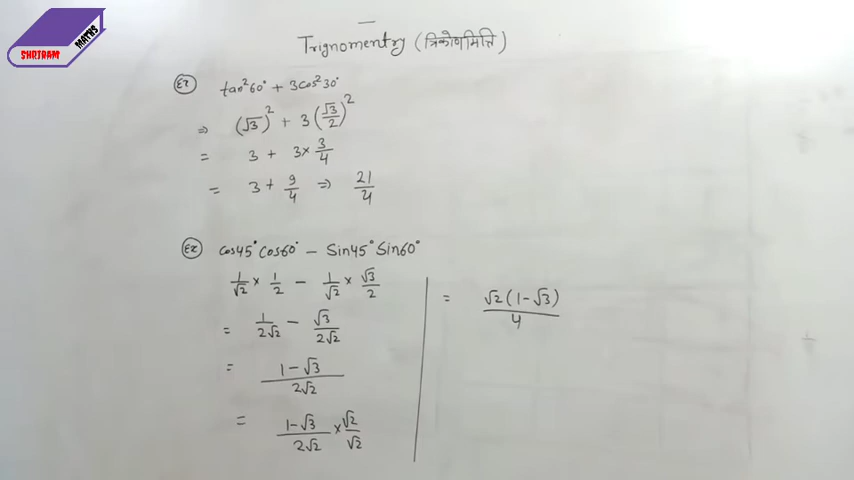 SHRIRAM MATHS
Trignomentry (त्रिकोणमिति)
Ex tan²60° + 3cos²30°
⇒ (√3)² + 3(√3/2)²
= 3 + 3×3/4
= 3 + 9/4 ⇒ 21/4
Ex cos45° cos60° − Sin45° Sin60°
1/√2 × 1/2 − 1/√2 × √3/2
= 1/2√2 − √3/2√2
= 1−√3/2√2
= 1−√3/2√2 × √2/√2
= √2(1−√3)/4